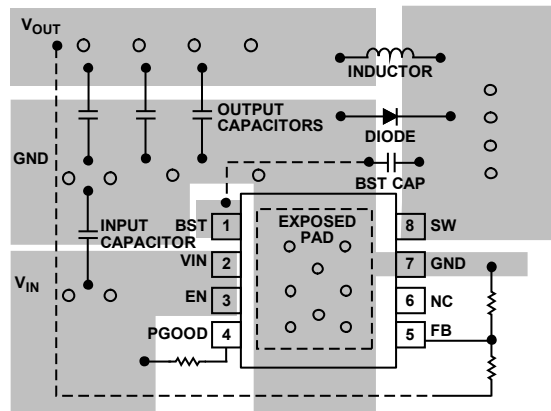 VOUT
INDUCTOR
OUTPUT
CAPACITORS
DIODE
GND
BST CAP
INPUT
CAPACITOR
BST 1
EXPOSED
PAD
8 SW
VIN 2
7 GND
VIN
EN 3
6 NC
PGOOD 4
5 FB